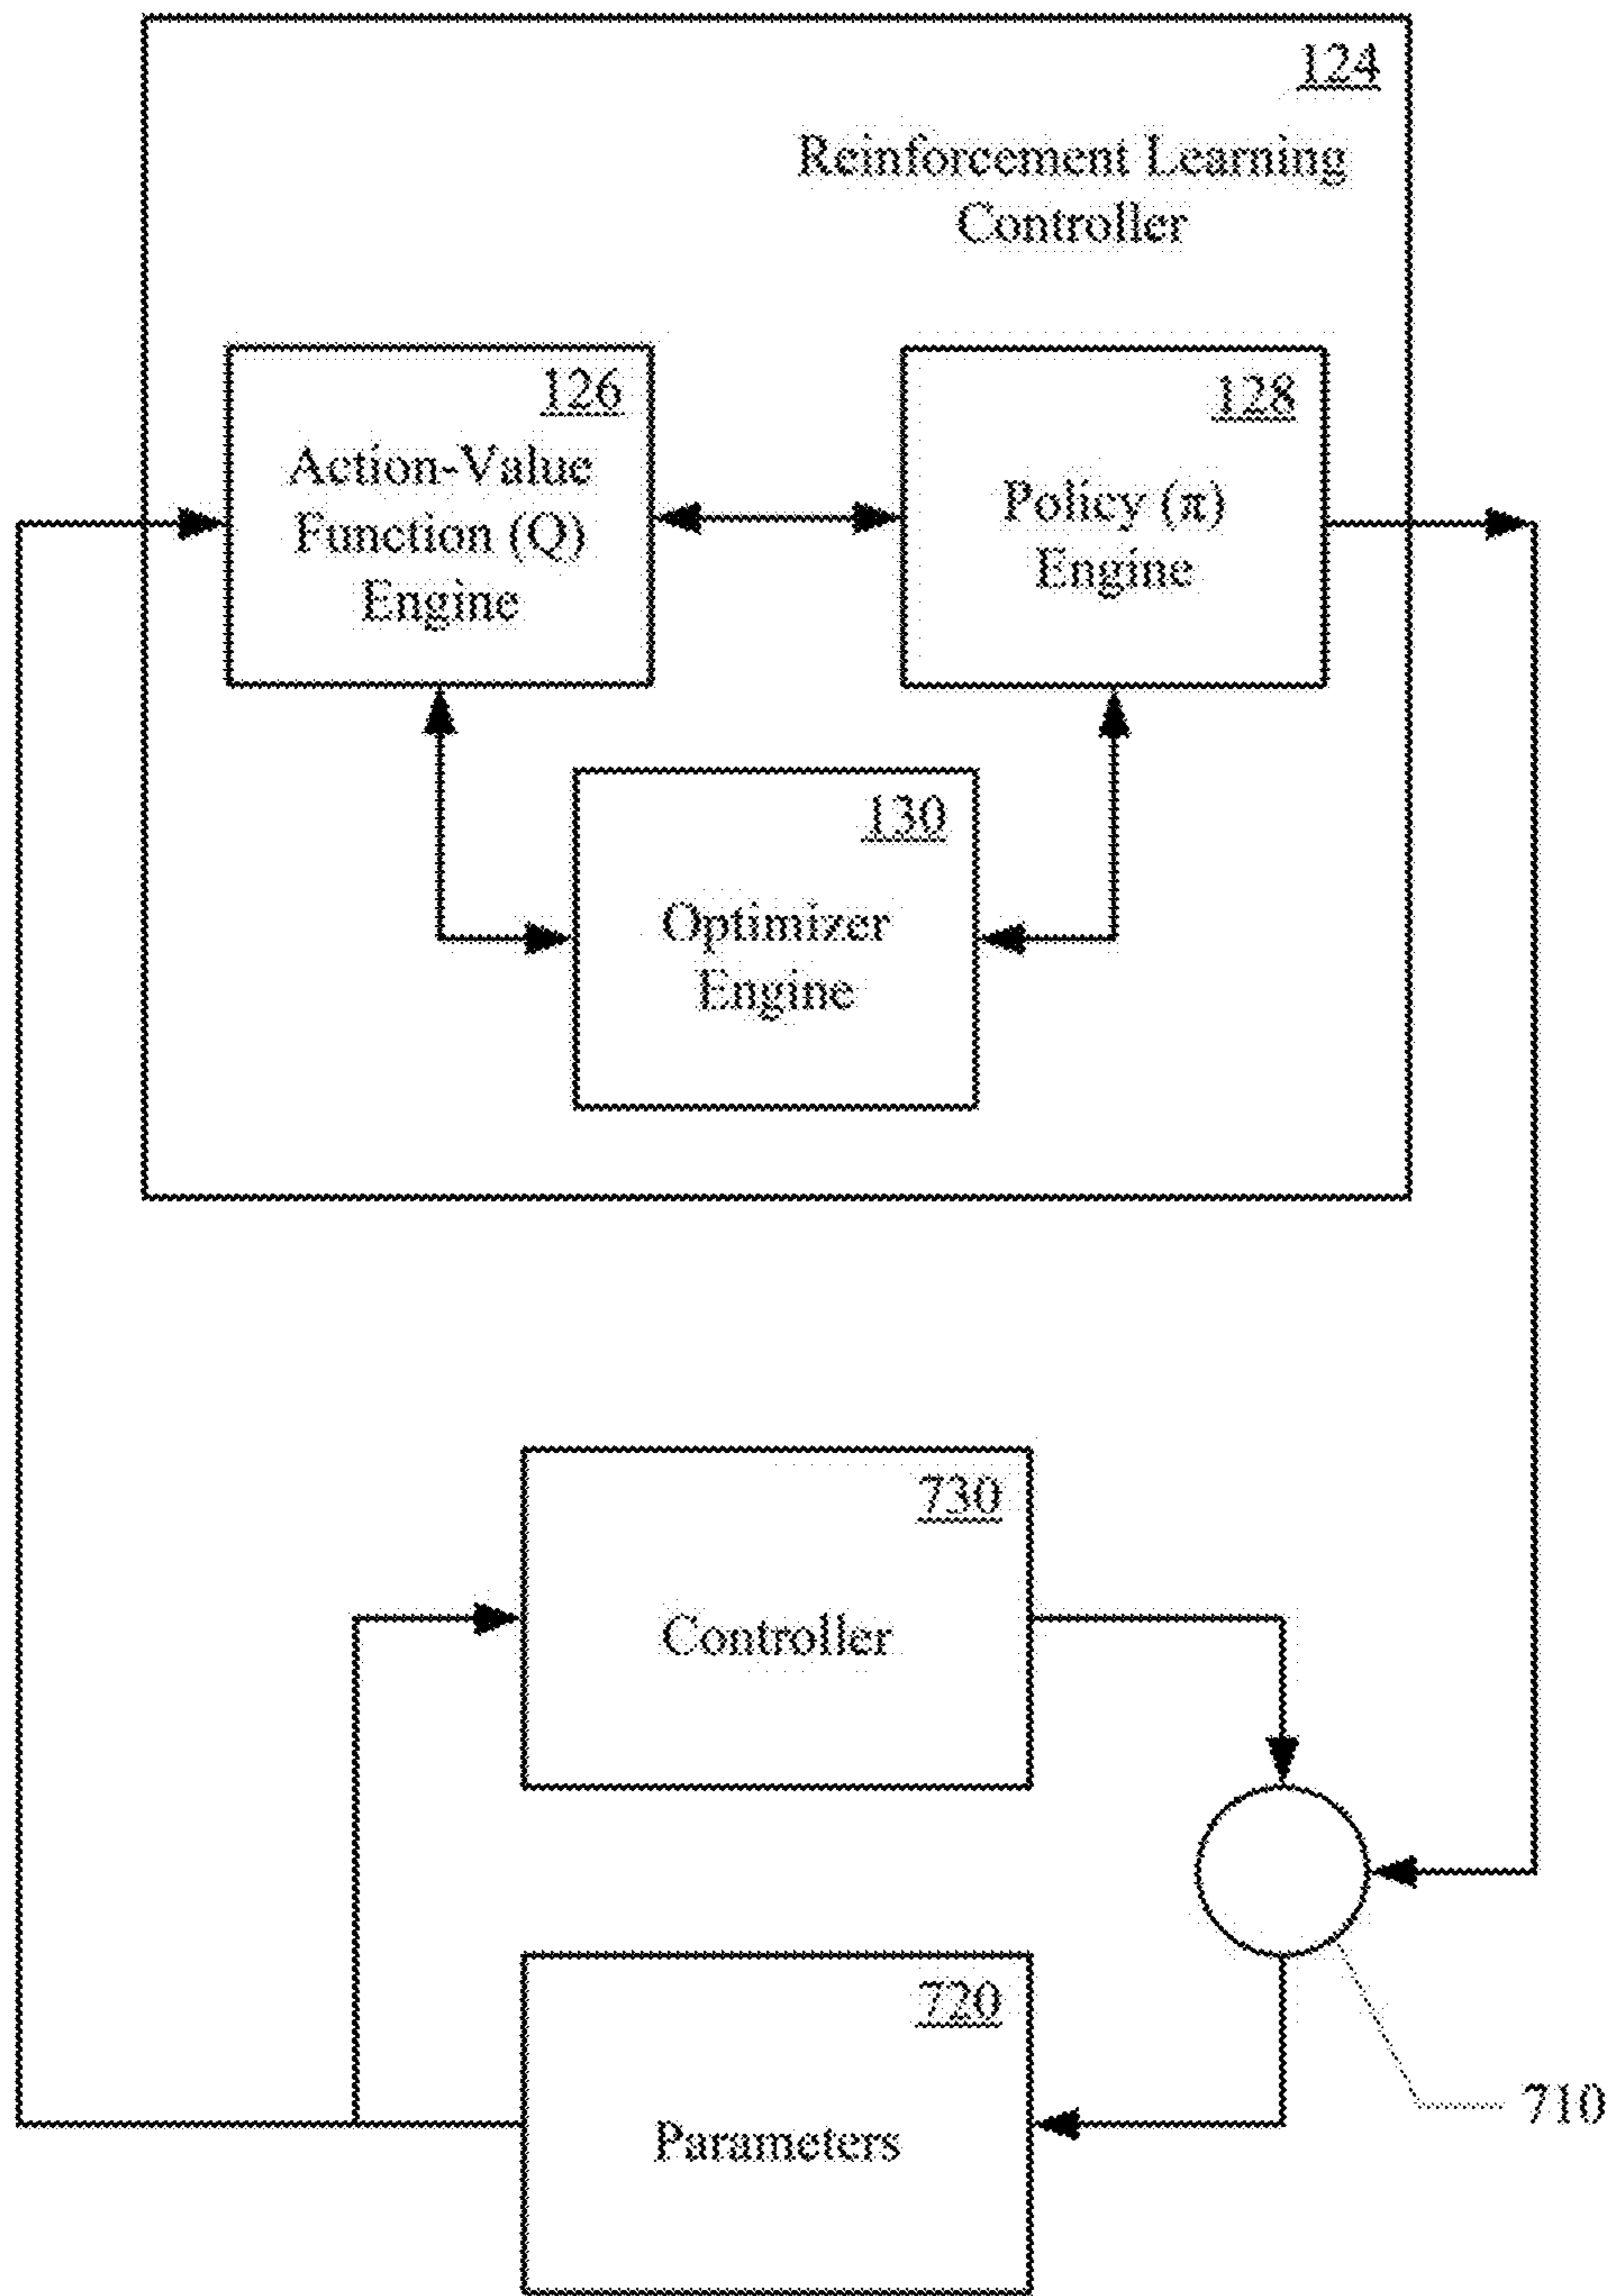 124
Reinforcement Learning
Controller
126
Action-Value
Function (Q)
Engine
128
Policy (π)
Engine
130
Optimizer
Engine
730
Controller
720
Parameters
710